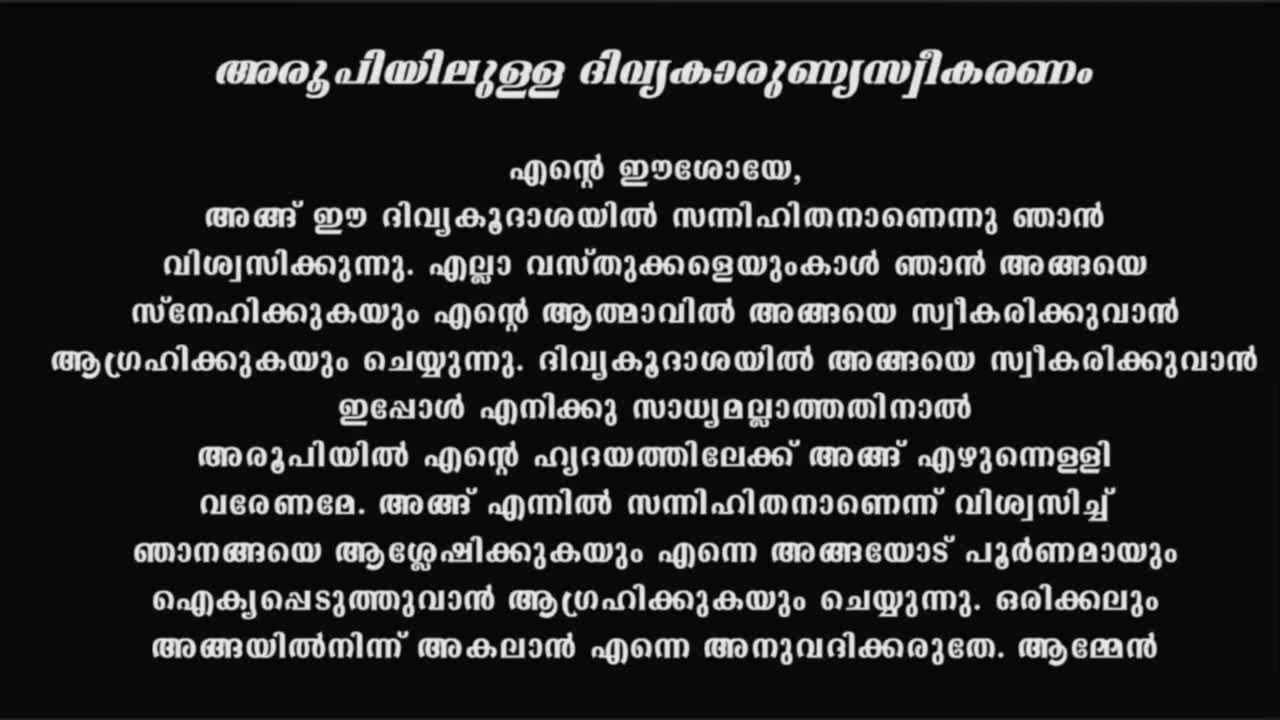 അരൂപിയിലുള്ള ദിവ്യകാരുണ്യസ്വീകരണം
എന്റെ ഈശോയേ,
അങ്ങ് ഈ ദിവ്യകൂദാശയിൽ സന്നിഹിതനാണെന്നു ഞാൻ
വിശ്വസിക്കുന്നു. എല്ലാ വസ്തുക്കളെയുംകാൾ ഞാൻ അങ്ങയെ
സ്നേഹിക്കുകയും എന്റെ ആത്മാവിൽ അങ്ങയെ സ്വീകരിക്കുവാൻ
ആഗ്രഹിക്കുകയും ചെയ്യുന്നു. ദിവ്യകൂദാശയിൽ അങ്ങയെ സ്വീകരിക്കുവാൻ
ഇപ്പോൾ എനിക്കു സാധ്യമല്ലാത്തതിനാൽ
അരൂപിയിൽ എന്റെ ഹൃദയത്തിലേക്ക് അങ്ങ് എഴുന്നെള്ളി
വരേണമേ. അങ്ങ് എന്നിൽ സന്നിഹിതനാണെന്ന് വിശ്വസിച്ച്
ഞാനങ്ങയെ ആശ്ലേഷിക്കുകയും എന്നെ അങ്ങയോട് പൂർണമായും
ഐക്യപ്പെടുത്തുവാൻ ആഗ്രഹിക്കുകയും ചെയ്യുന്നു. ഒരിക്കലും
അങ്ങയിൽനിന്ന് അകലാൻ എന്നെ അനുവദിക്കരുതേ. ആമ്മേൻ